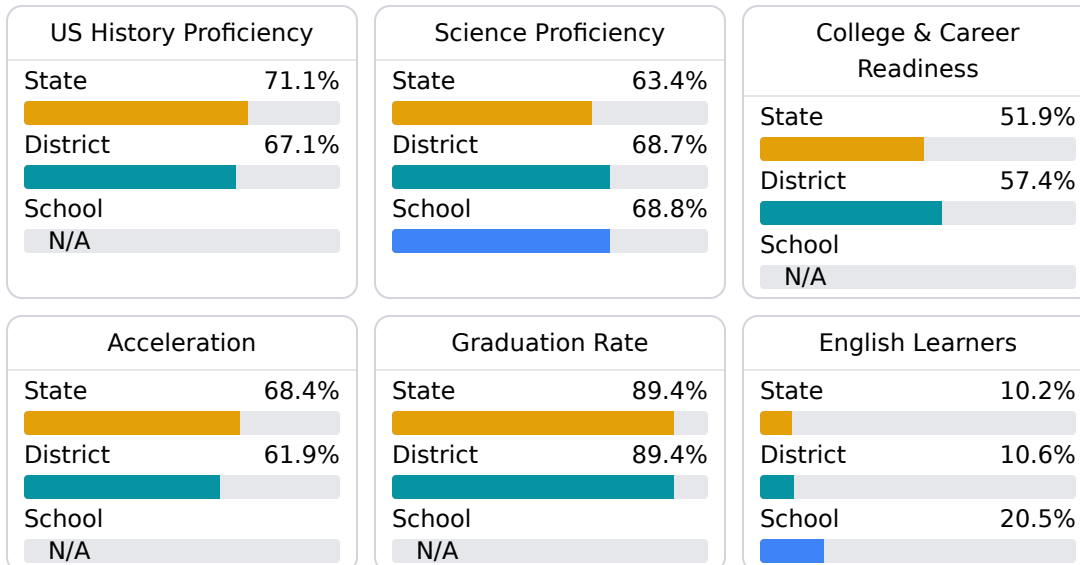 US History Proficiency
State 71.1%
District 67.1%
School
N/A
Science Proficiency
State 63.4%
District 68.7%
School 68.8%
College & Career
Readiness
State 51.9%
District 57.4%
School
N/A
Acceleration
State 68.4%
District 61.9%
School
N/A
Graduation Rate
State 89.4%
District 89.4%
School
N/A
English Learners
State 10.2%
District 10.6%
School 20.5%